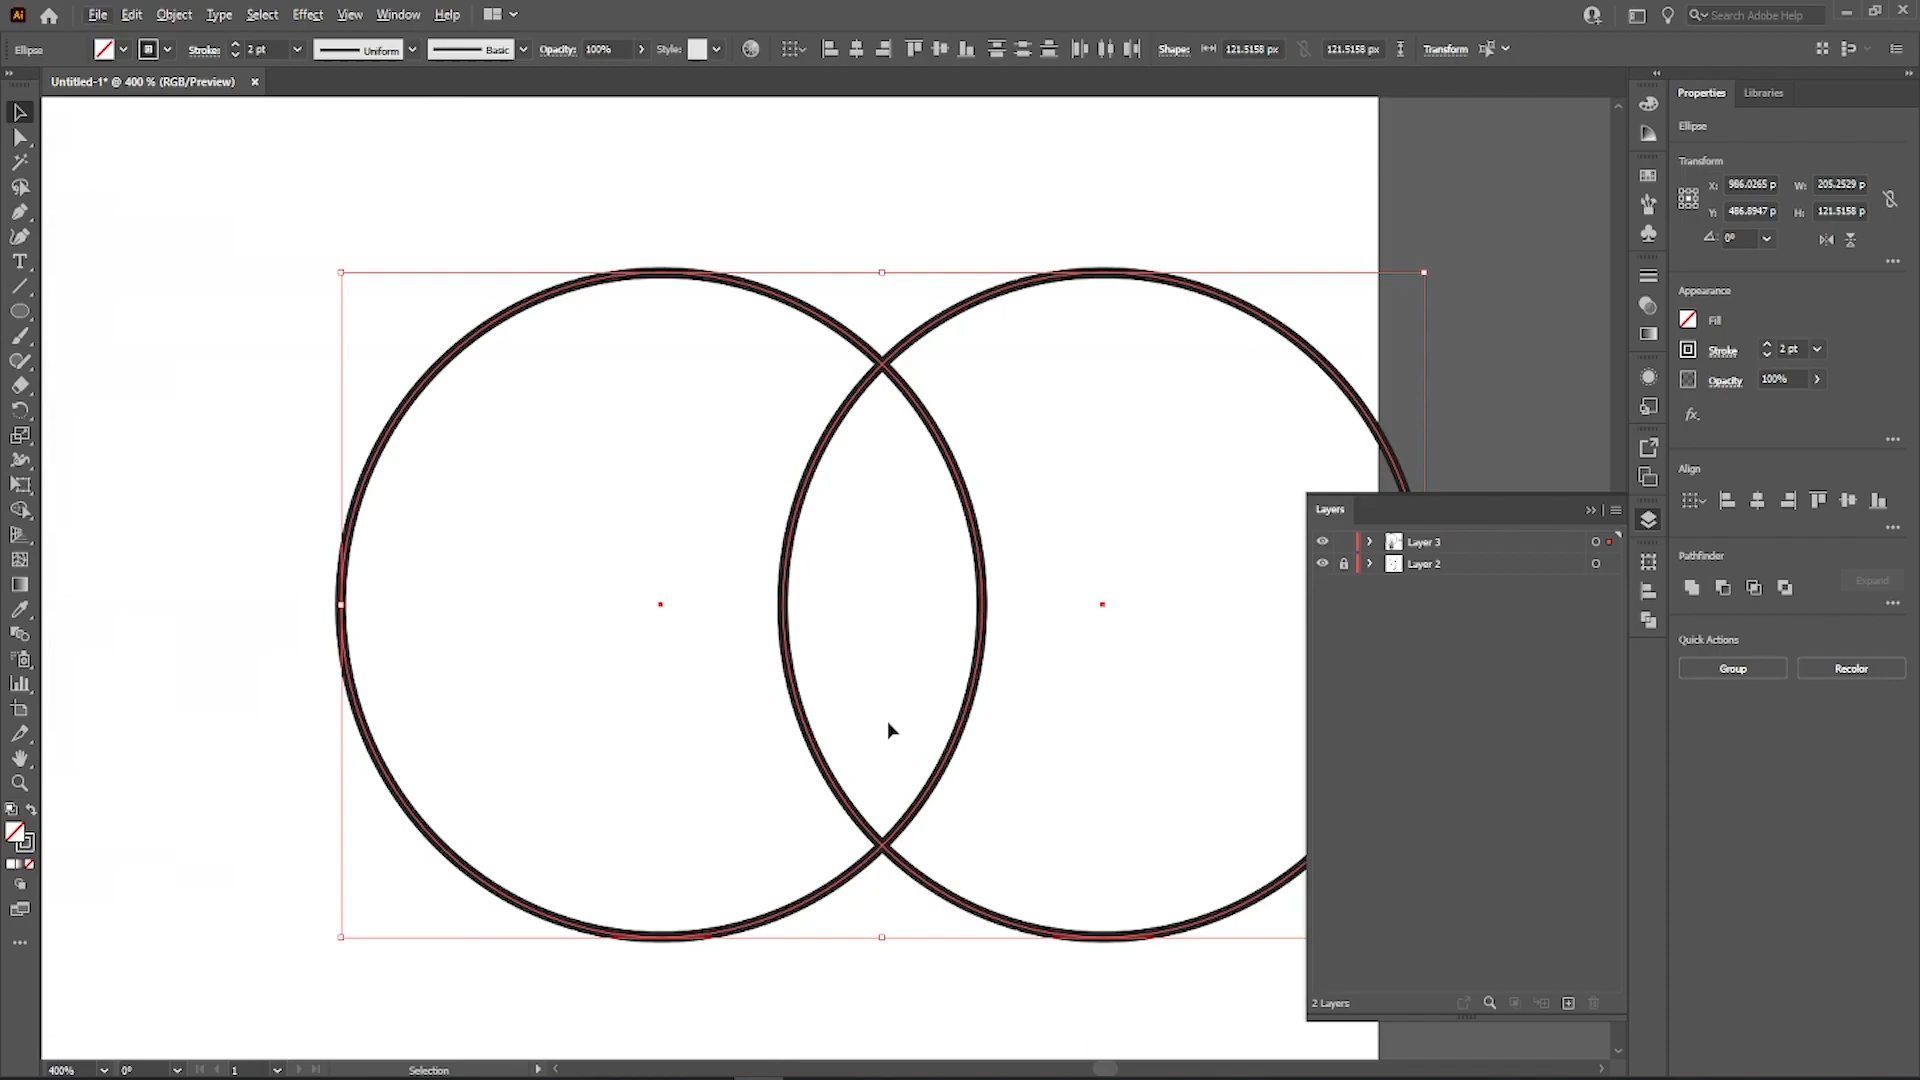 Ai File Edit Object Type Select Effect View Window Help Search Adobe Help
Ellipse Stroke: 2 pt Uniform Basic Opacity: 100% Style: Shape: 121.5158 px 121.5158 px Transform
Untitled-1* @ 400 % (RGB/Preview)
Properties Libraries
Ellipse
Transform
X: 986.0265 p W: 205.2529 p
Y: 486.8947 p H: 121.5158 p
0°
Appearance
Fill
Stroke 2 pt
Opacity 100%
fx
Align
Pathfinder
Expand
Quick Actions
Group Recolor
Layers
Layer 3
Layer 2
2 Layers
400% 0° 1 Selection